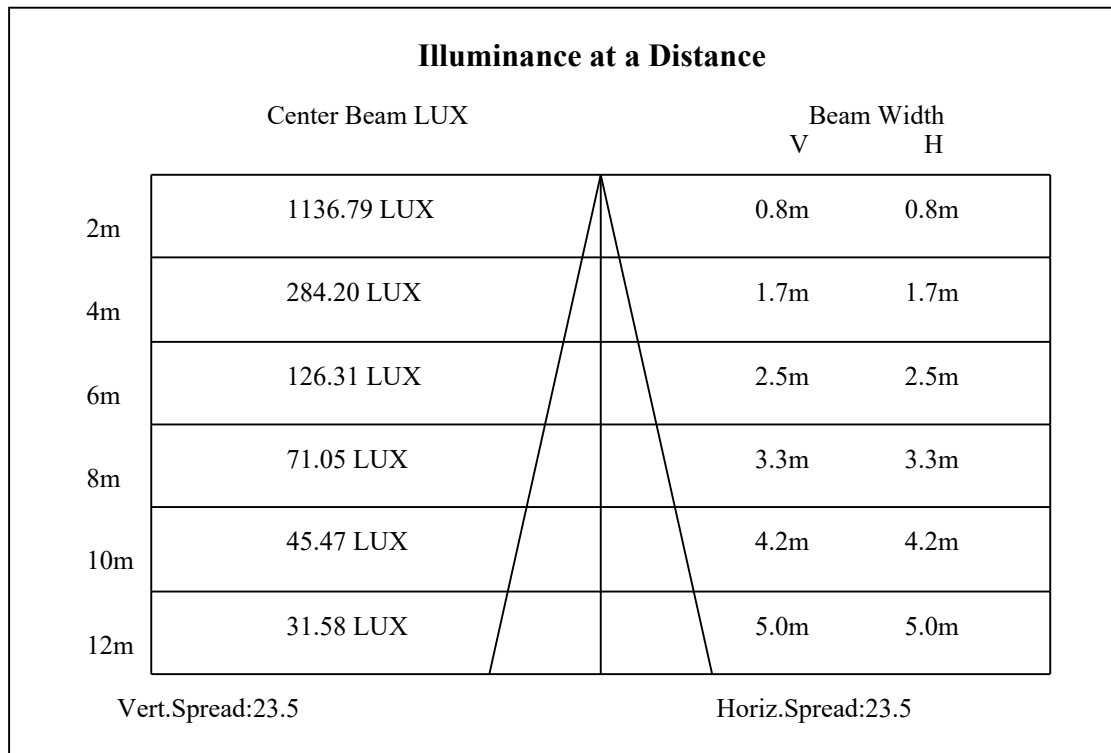 Illuminance at a Distance
Center Beam LUX Beam Width
V H
2m 1136.79 LUX 0.8m 0.8m
4m 284.20 LUX 1.7m 1.7m
6m 126.31 LUX 2.5m 2.5m
8m 71.05 LUX 3.3m 3.3m
10m 45.47 LUX 4.2m 4.2m
12m 31.58 LUX 5.0m 5.0m
Vert.Spread:23.5 Horiz.Spread:23.5